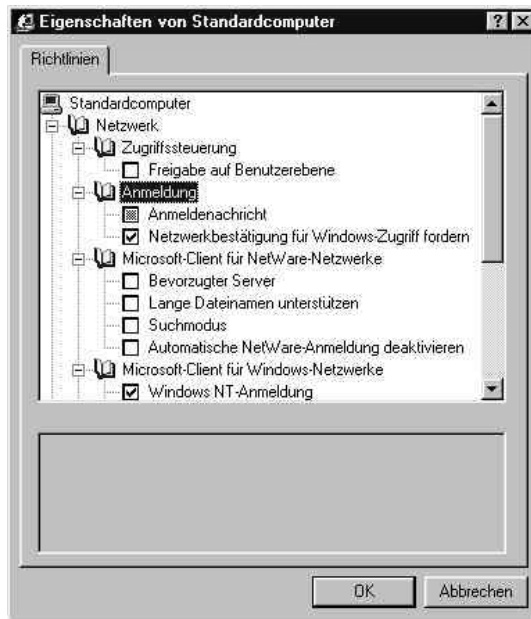 Eigenschaften von Standardcomputer
Richtlinien
Standardcomputer
Netzwerk
Zugriffssteuerung
Freigabe auf Benutzerebene
Anmeldung
Anmeldenachricht
Netzwerkbestätigung für Windows-Zugriff fordern
Microsoft-Client für NetWare-Netzwerke
Bevorzugter Server
Lange Dateinamen unterstützen
Suchmodus
Automatische NetWare-Anmeldung deaktivieren
Microsoft-Client für Windows-Netzwerke
Windows NT-Anmeldung
OK
Abbrechen